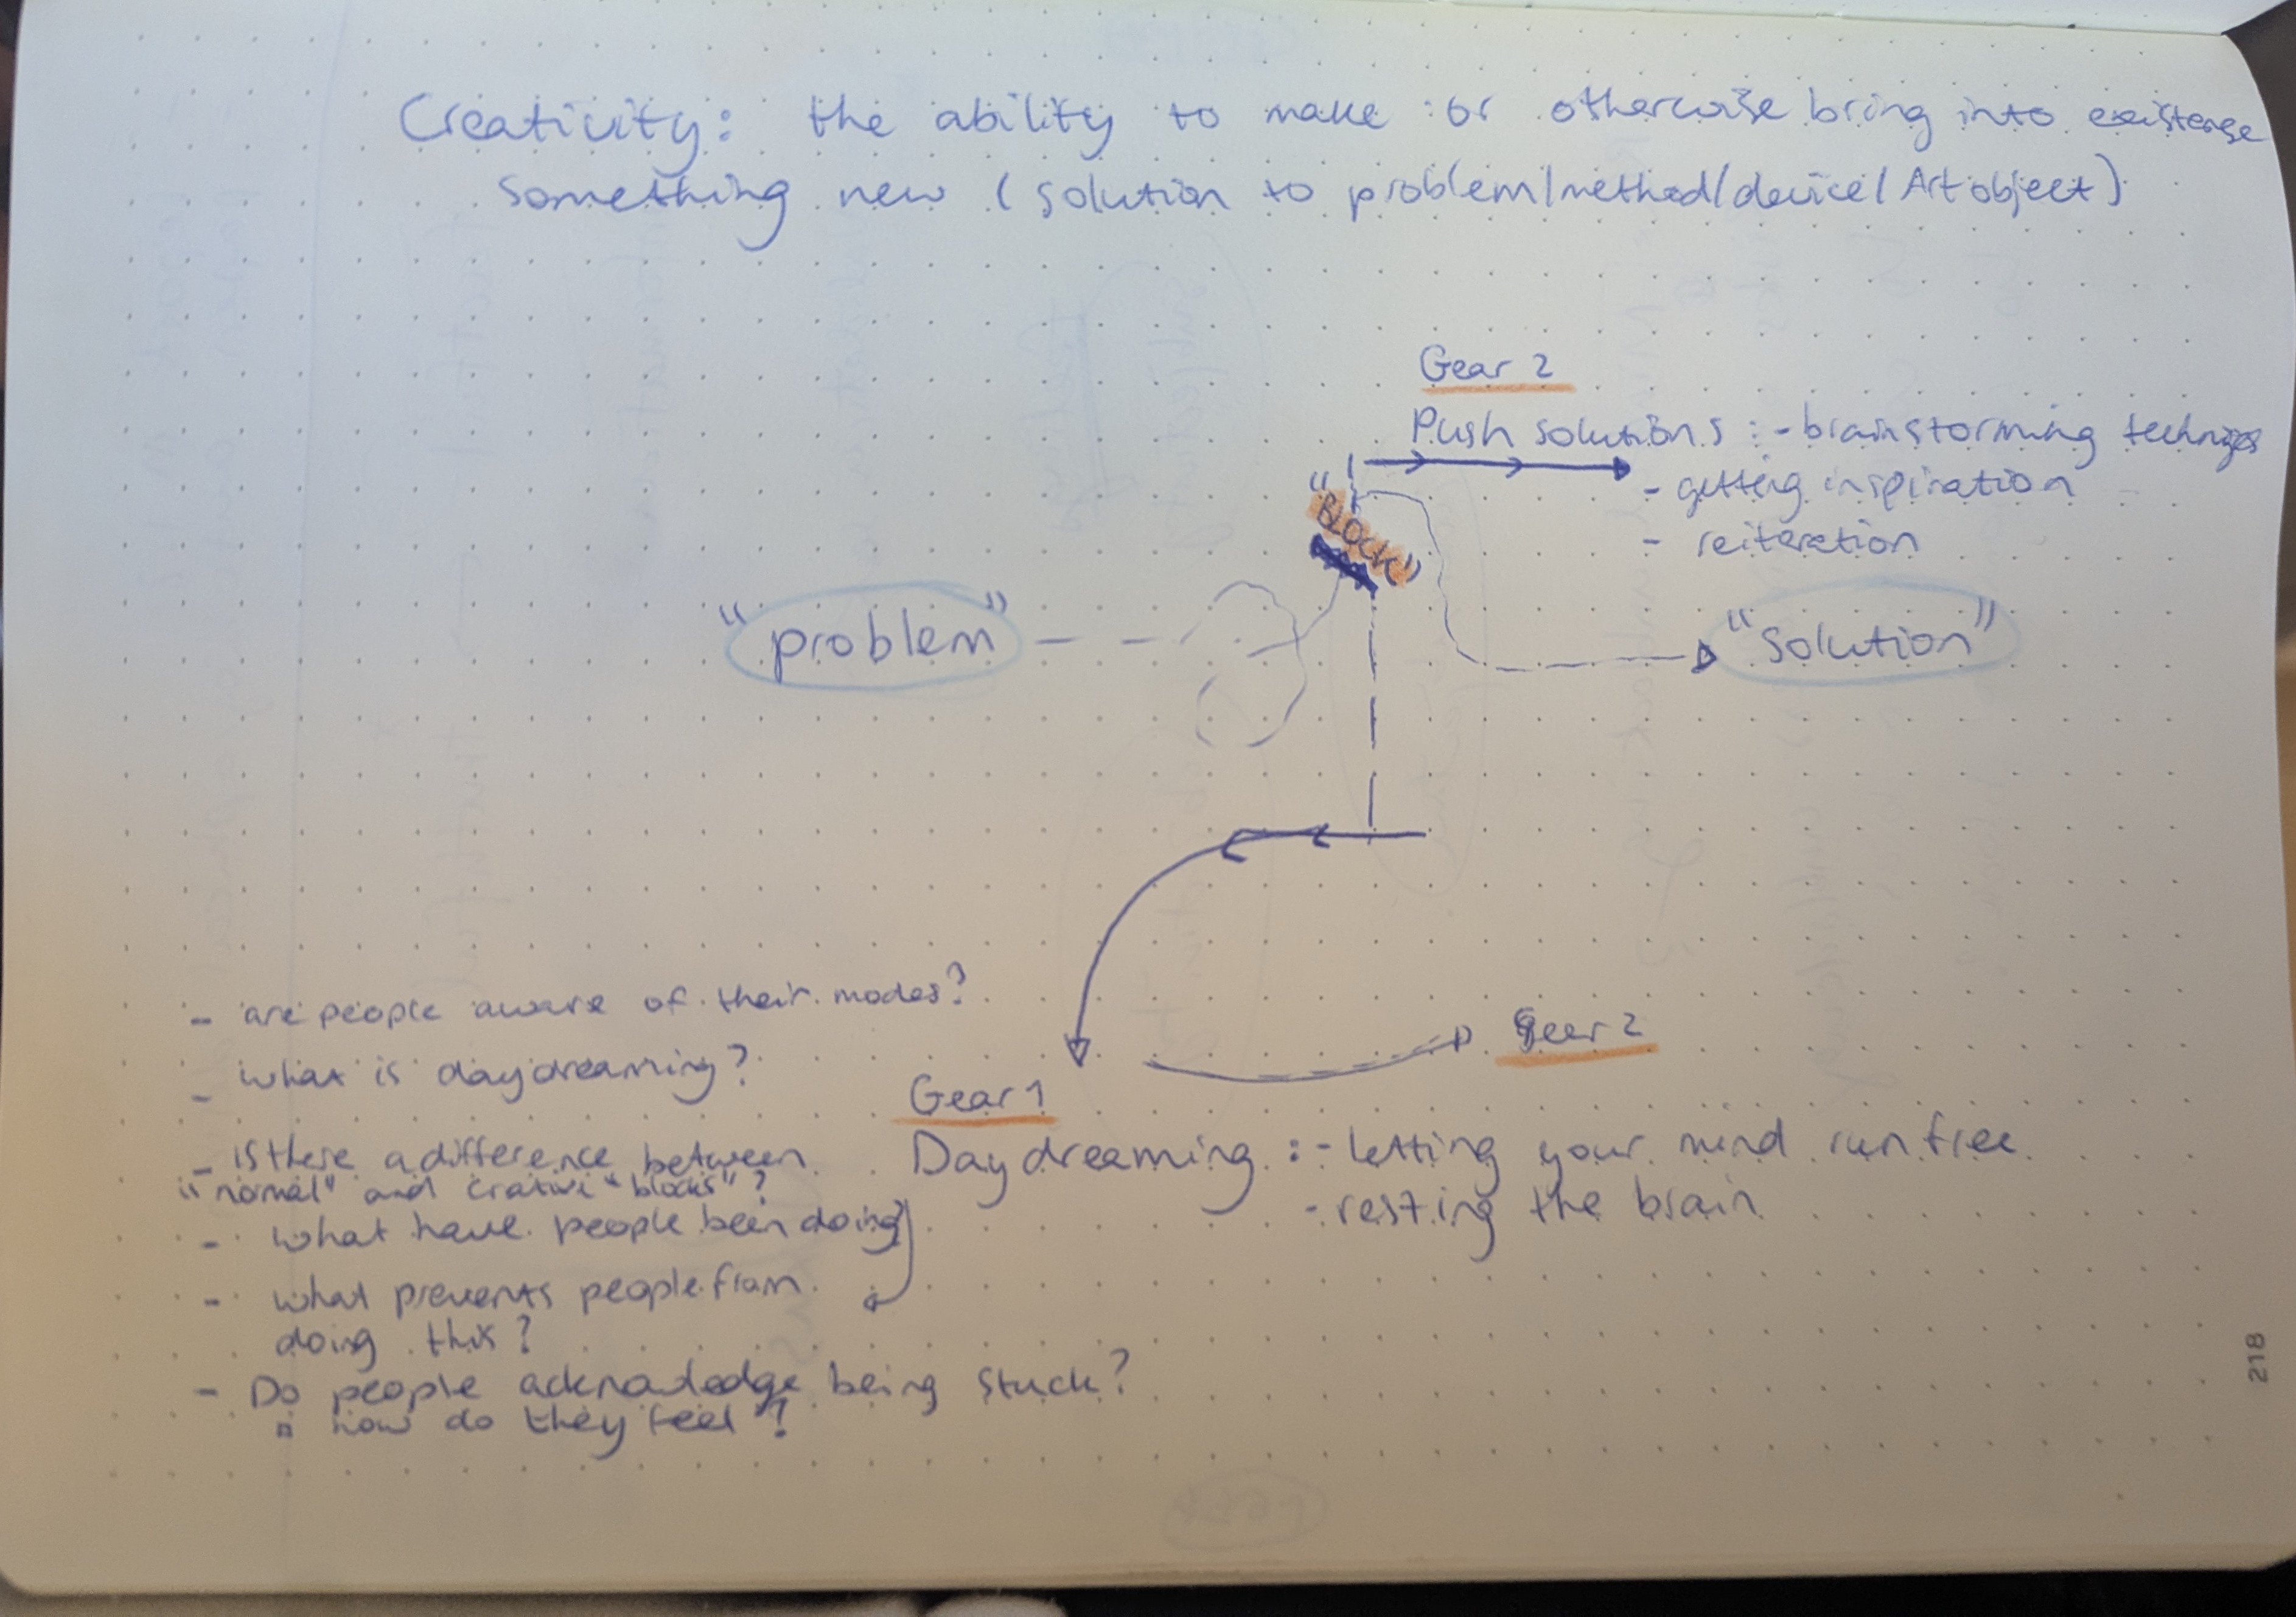 Creativity: the ability to make or otherwise bring into existense
something new (solution to problem/method/device/Art object)
Gear 2
Push solutions : - brainstorming
- getting inspiration
- reiteration
"BLOCK"
"problem"
"solution"
- are people aware of their modes?
- what is daydreaming?
- is there a difference between
"normal" and crative "blocks"?
- what have people been doing
- what prevents people from
doing this?
- Do people acknowledge being stuck?
how do they feel?
Gear 2
Gear 1
Daydreaming : - letting your mind run free
- resting the brain
218